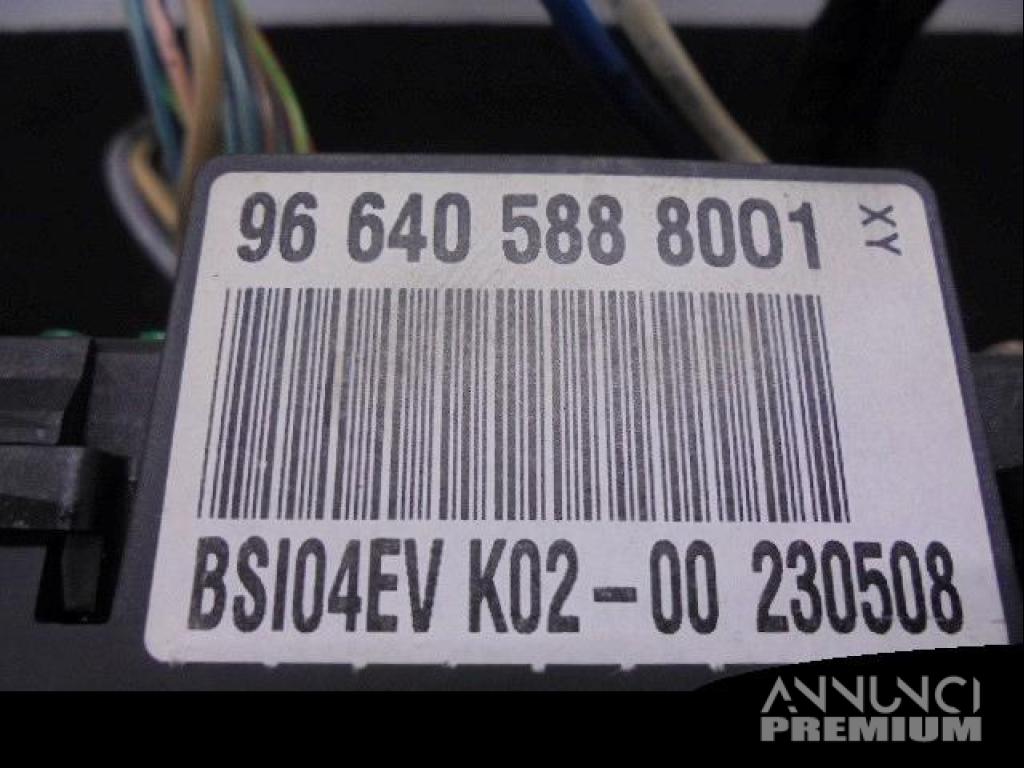 96 640 588 8001 XY
BSI04EV K02-00 230508
ANNUNCI
PREMIUM